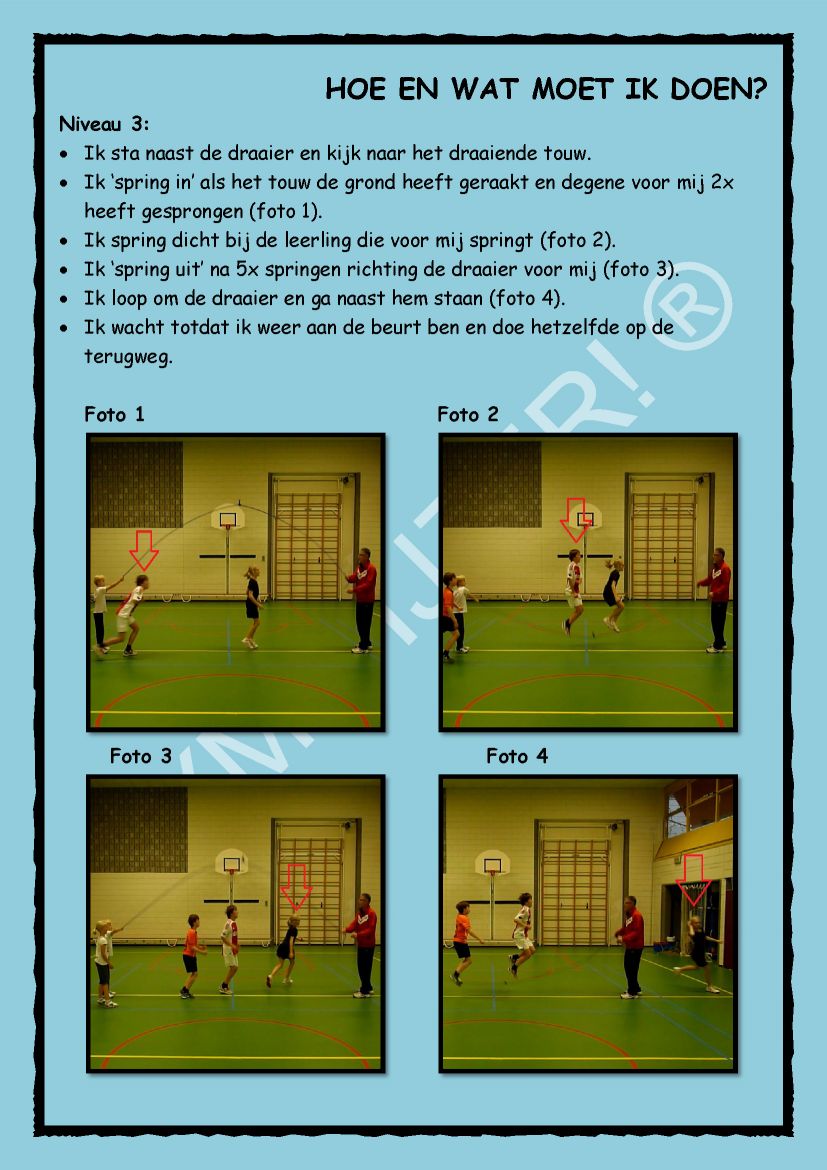 HOE EN WAT MOET IK DOEN?
Niveau 3:
• Ik sta naast de draaier en kijk naar het draaiende touw.
• Ik ‘spring in’ als het touw de grond heeft geraakt en degene voor mij 2x
heeft gesprongen (foto 1).
• Ik spring dicht bij de leerling die voor mij springt (foto 2).
• Ik ‘spring uit’ na 5x springen richting de draaier voor mij (foto 3).
• Ik loop om de draaier en ga naast hem staan (foto 4).
• Ik wacht totdat ik weer aan de beurt ben en doe hetzelfde op de
terugweg.
Foto 1
Foto 2
Foto 3
Foto 4